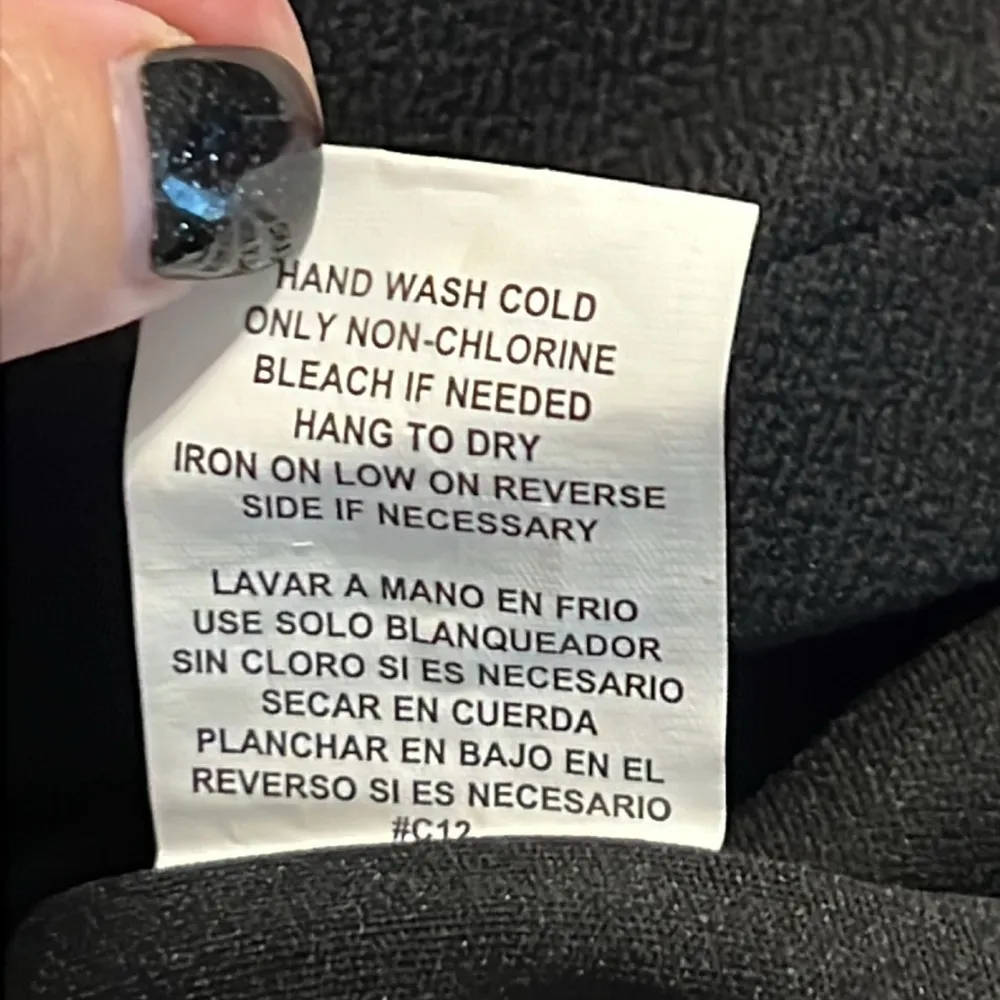 HAND WASH COLD
ONLY NON-CHLORINE
BLEACH IF NEEDED
HANG TO DRY
IRON ON LOW ON REVERSE
SIDE IF NECESSARY
LAVAR A MANO EN FRIO
USE SOLO BLANQUEADOR
SIN CLORO SI ES NECESARIO
SECAR EN CUERDA
PLANCHAR EN BAJO EN EL
REVERSO SI ES NECESARIO
#C12